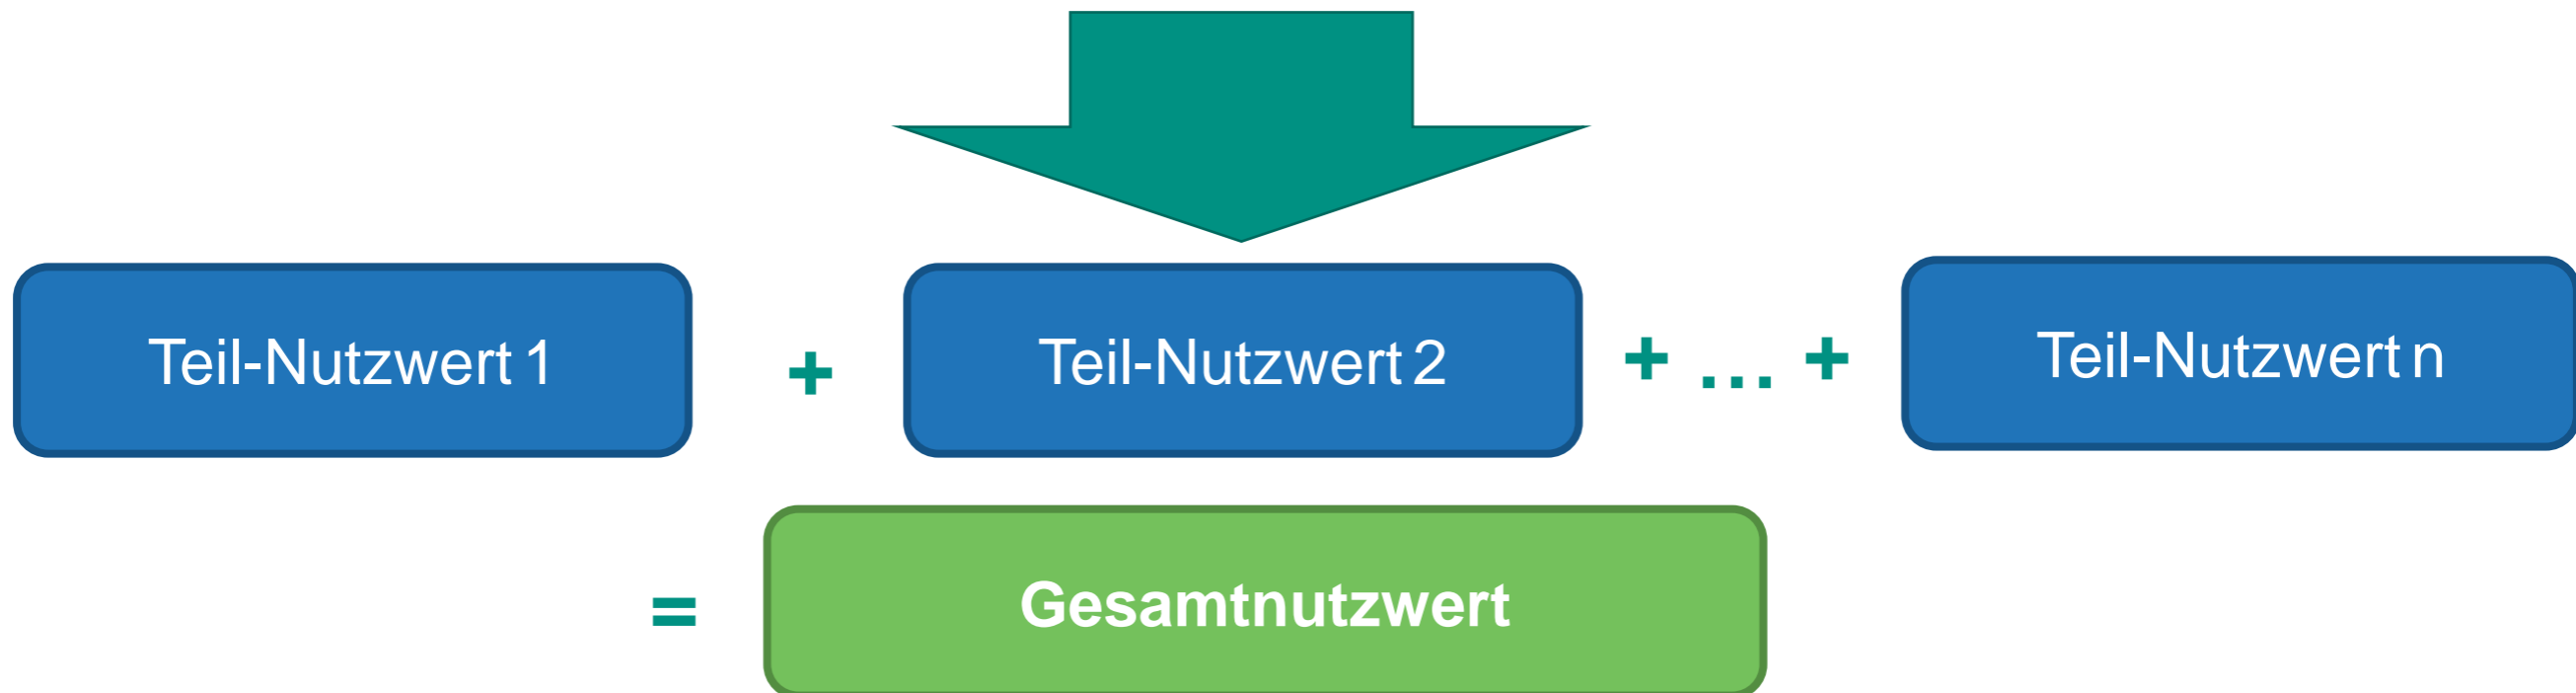 Teil-Nutzwert 1 + Teil-Nutzwert 2 + ... + Teil-Nutzwert n
= Gesamtnutzwert